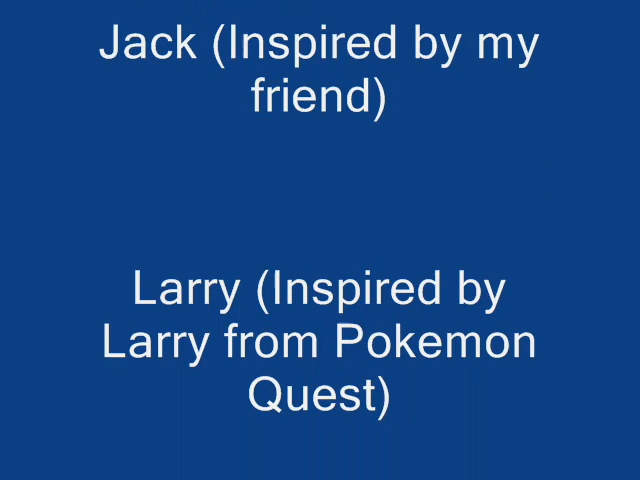 Jack (Inspired by my
friend)
Larry (Inspired by
Larry from Pokemon
Quest)